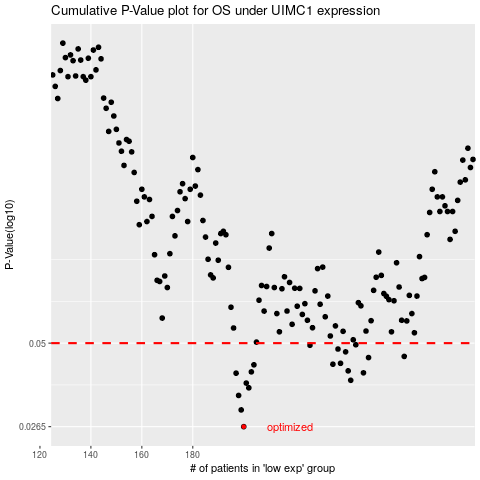 Cumulative P-Value plot for OS under UIMC1 expression
P-Value(log10)
0.05
0.0265
optimized
120 140 160 180
# of patients in 'low exp' group